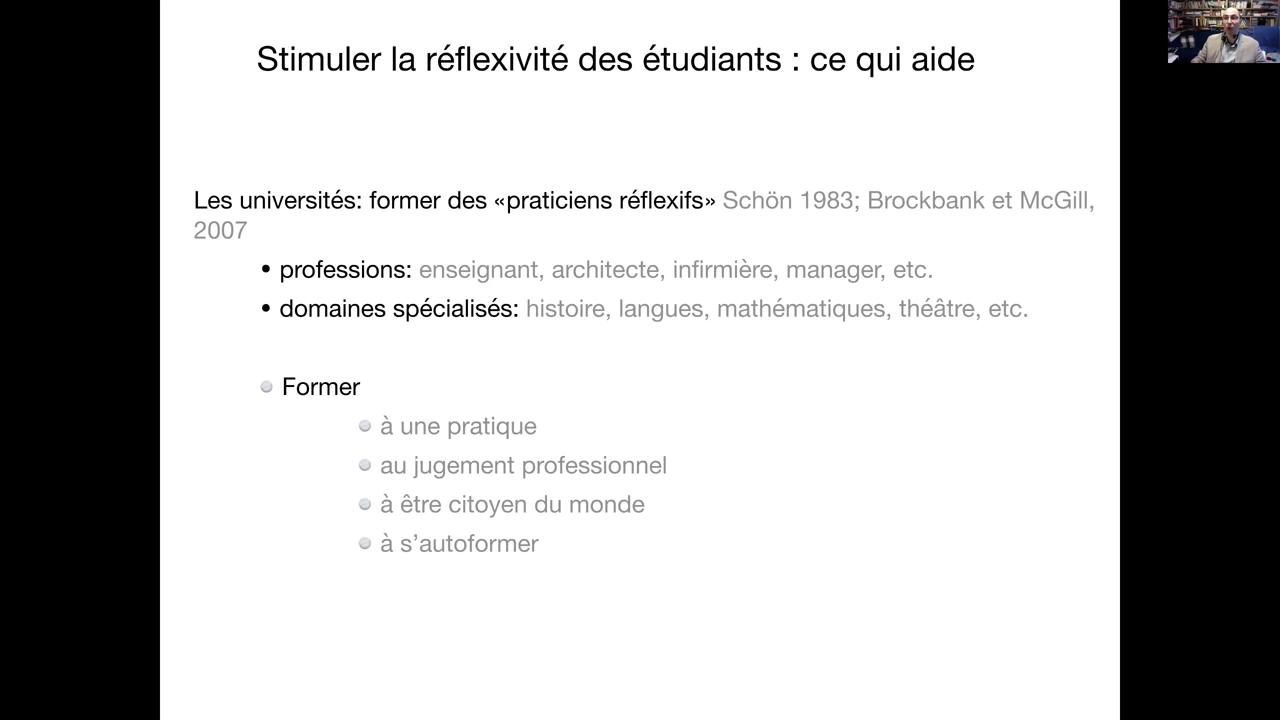 Stimuler la réflexivité des étudiants : ce qui aide
Les universités: former des «praticiens réflexifs» Schön 1983; Brockbank et McGill,
2007
• professions: enseignant, architecte, infirmière, manager, etc.
• domaines spécialisés: histoire, langues, mathématiques, théâtre, etc.
Former
à une pratique
au jugement professionnel
à être citoyen du monde
à s’autoformer